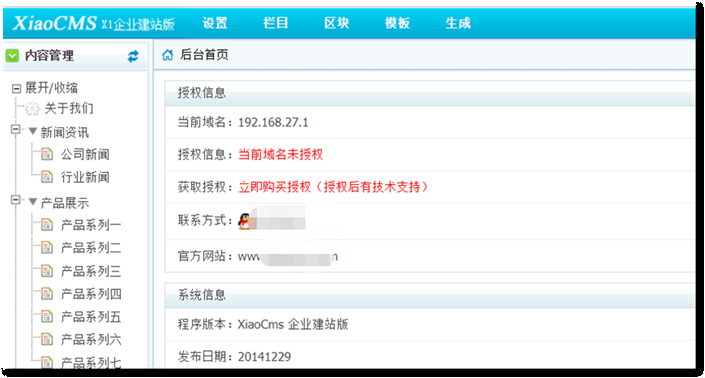 XiaoCMS X1企业建站版 设置 栏目 区块 模板 生成
内容管理
后台首页
展开/收缩
关于我们
新闻资讯
公司新闻
行业新闻
产品展示
产品系列一
产品系列二
产品系列三
产品系列四
产品系列五
产品系列六
产品系列七
授权信息
当前域名：192.168.27.1
授权信息：当前域名未授权
获取授权：立即购买授权（授权后有技术支持）
联系方式：
官方网站：
系统信息
程序版本：XiaoCms 企业建站版
发布日期：20141229